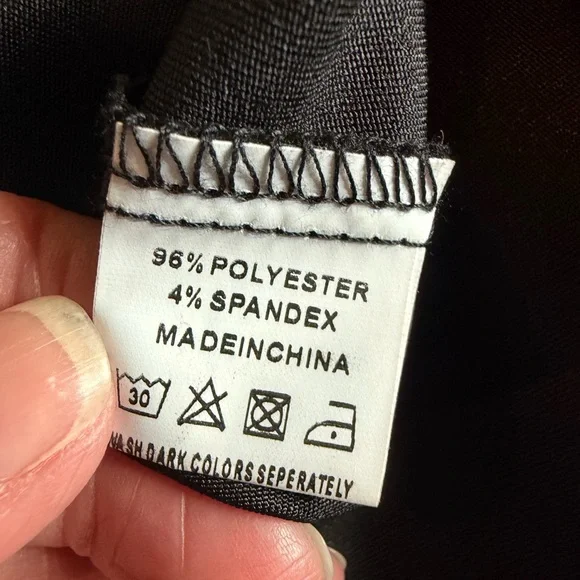 96% POLYESTER
4% SPANDEX
MADEINCHINA
30
WASH DARK COLORS SEPERATELY